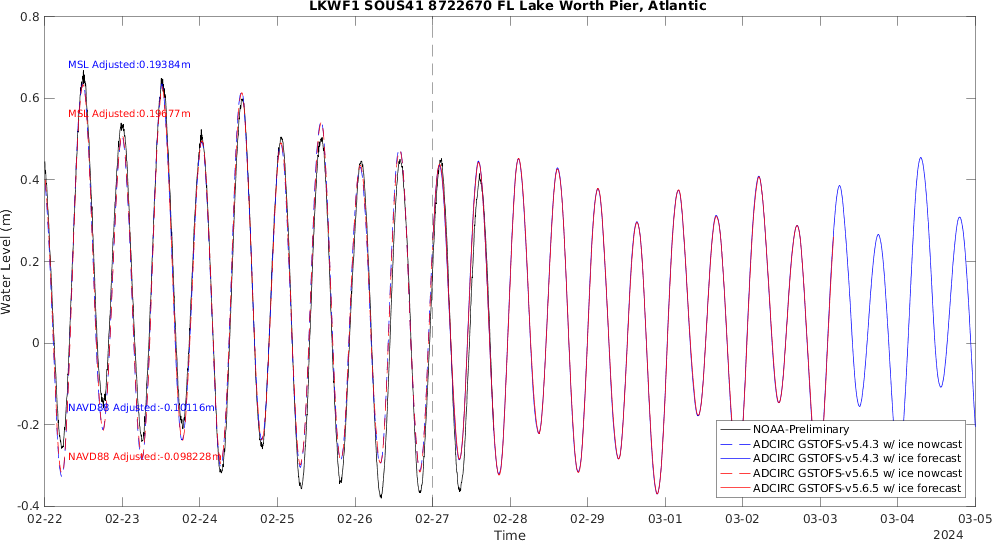 LKWF1 SOUS41 8722670 FL Lake Worth Pier, Atlantic
0.8
MSL Adjusted:0.19384m
0.6
MSL Adjusted:0.19677m
0.4
0.2
Water Level (m)
0
NAVD88 Adjusted:-0.10116m
-0.2
NAVD88 Adjusted:-0.098228m
-0.4
NOAA-Preliminary
ADCIRC GSTOFS-v5.4.3 w/ ice nowcast
ADCIRC GSTOFS-v5.4.3 w/ ice forecast
ADCIRC GSTOFS-v5.6.5 w/ ice nowcast
ADCIRC GSTOFS-v5.6.5 w/ ice forecast
02-22 02-23 02-24 02-25 02-26 02-27 02-28 02-29 03-01 03-02 03-03 03-04 03-05
Time
2024